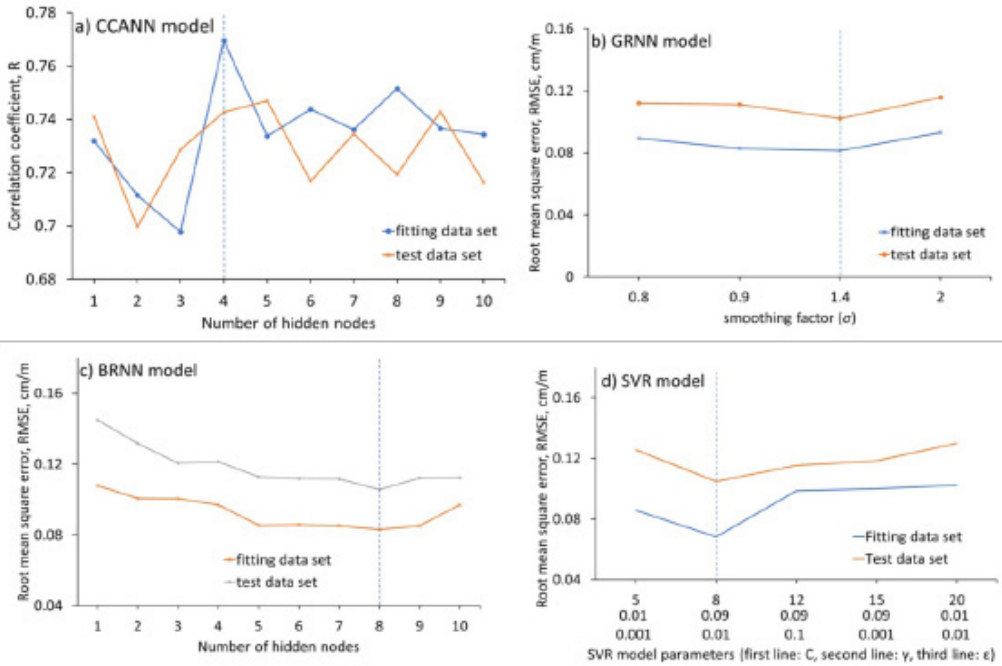 a) CCANN model
Correlation coefficient, R
0.78
0.76
0.74
0.72
0.7
0.68
fitting data set
test data set
1 2 3 4 5 6 7 8 9 10
Number of hidden nodes
b) GRNN model
Root mean square error, RMSE, cm/m
0.16
0.12
0.08
0.04
0
fitting data set
test data set
0.8 0.9 1.4 2
smoothing factor (σ)
c) BRNN model
Root mean square error, RMSE, cm/m
0.16
0.12
0.08
0.04
fitting data set
test data set
1 2 3 4 5 6 7 8 9 10
Number of hidden nodes
d) SVR model
Root mean square error, RMSE, cm/m
0.16
0.12
0.08
0.04
Fitting data set
Test data set
5 8 12 15 20
0.01 0.09 0.09 0.09 0.01
0.001 0.01 0.1 0.001 0.01
SVR model parameters (first line: C, second line: γ, third line: ε)